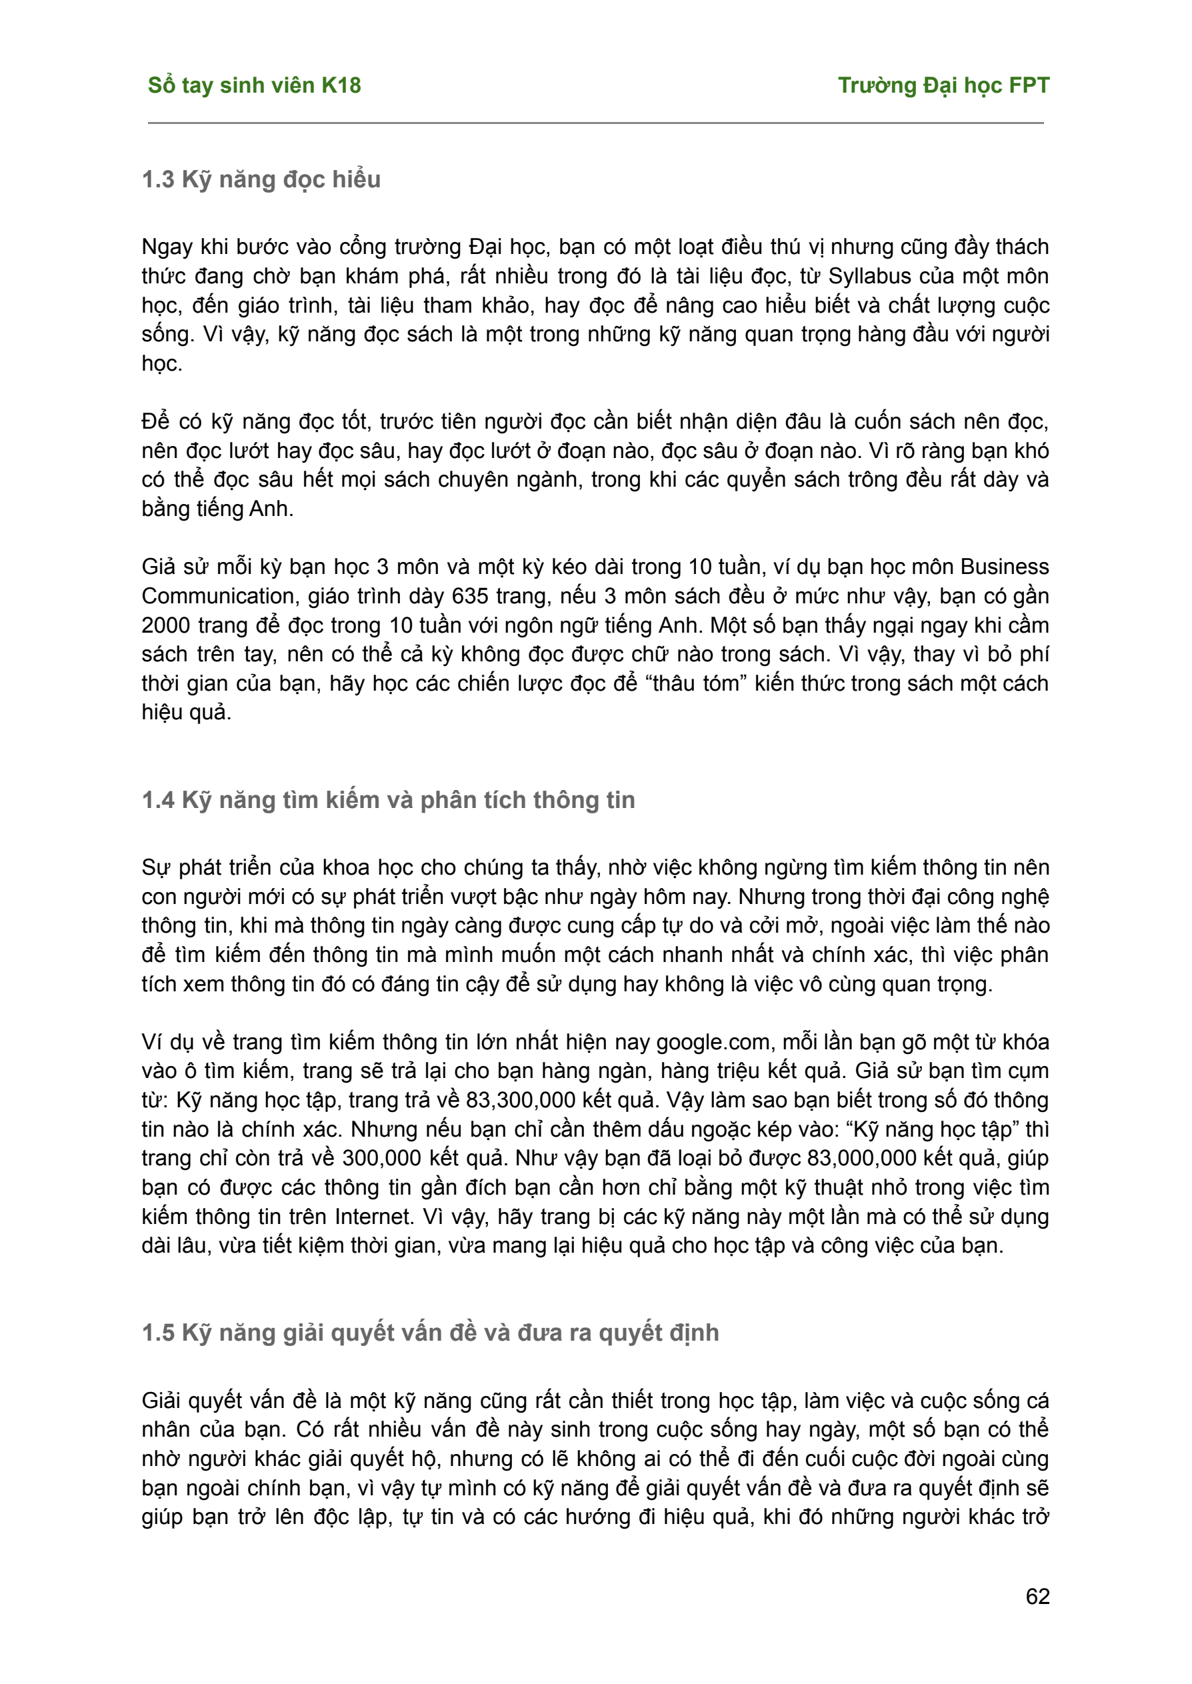 Sổ tay sinh viên K18 Trường Đại học FPT
1.3 Kỹ năng đọc hiểu
Ngay khi bước vào cổng trường Đại học, bạn có một loạt điều thú vị nhưng cũng đầy thách
thức đang chờ bạn khám phá, rất nhiều trong đó là tài liệu đọc, từ Syllabus của một môn
học, đến giáo trình, tài liệu tham khảo, hay đọc để nâng cao hiểu biết và chất lượng cuộc
sống. Vì vậy, kỹ năng đọc sách là một trong những kỹ năng quan trọng hàng đầu với người
học.
Để có kỹ năng đọc tốt, trước tiên người đọc cần biết nhận diện đâu là cuốn sách nên đọc,
nên đọc lướt hay đọc sâu, hay đọc lướt ở đoạn nào, đọc sâu ở đoạn nào. Vì rõ ràng bạn khó
có thể đọc sâu hết mọi sách chuyên ngành, trong khi các quyển sách trông đều rất dày và
bằng tiếng Anh.
Giả sử mỗi kỳ bạn học 3 môn và một kỳ kéo dài trong 10 tuần, ví dụ bạn học môn Business
Communication, giáo trình dày 635 trang, nếu 3 môn sách đều ở mức như vậy, bạn có gần
2000 trang để đọc trong 10 tuần với ngôn ngữ tiếng Anh. Một số bạn thấy ngại ngay khi cầm
sách trên tay, nên có thể cả kỳ không đọc được chữ nào trong sách. Vì vậy, thay vì bỏ phí
thời gian của bạn, hãy học các chiến lược đọc để “thâu tóm” kiến thức trong sách một cách
hiệu quả.
1.4 Kỹ năng tìm kiếm và phân tích thông tin
Sự phát triển của khoa học cho chúng ta thấy, nhờ việc không ngừng tìm kiếm thông tin nên
con người mới có sự phát triển vượt bậc như ngày hôm nay. Nhưng trong thời đại công nghệ
thông tin, khi mà thông tin ngày càng được cung cấp tự do và cởi mở, ngoài việc làm thế nào
để tìm kiếm đến thông tin mà mình muốn một cách nhanh nhất và chính xác, thì việc phân
tích xem thông tin đó có đáng tin cậy để sử dụng hay không là việc vô cùng quan trọng.
Ví dụ về trang tìm kiếm thông tin lớn nhất hiện nay google.com, mỗi lần bạn gõ một từ khóa
vào ô tìm kiếm, trang sẽ trả lại cho bạn hàng ngàn, hàng triệu kết quả. Giả sử bạn tìm cụm
từ: Kỹ năng học tập, trang trả về 83,300,000 kết quả. Vậy làm sao bạn biết trong số đó thông
tin nào là chính xác. Nhưng nếu bạn chỉ cần thêm dấu ngoặc kép vào: “Kỹ năng học tập” thì
trang chỉ còn trả về 300,000 kết quả. Như vậy bạn đã loại bỏ được 83,000,000 kết quả, giúp
bạn có được các thông tin gần đích bạn cần hơn chỉ bằng một kỹ thuật nhỏ trong việc tìm
kiếm thông tin trên Internet. Vì vậy, hãy trang bị các kỹ năng này một lần mà có thể sử dụng
dài lâu, vừa tiết kiệm thời gian, vừa mang lại hiệu quả cho học tập và công việc của bạn.
1.5 Kỹ năng giải quyết vấn đề và đưa ra quyết định
Giải quyết vấn đề là một kỹ năng cũng rất cần thiết trong học tập, làm việc và cuộc sống cá
nhân của bạn. Có rất nhiều vấn đề này sinh trong cuộc sống hay ngày, một số bạn có thể
nhờ người khác giải quyết hộ, nhưng có lẽ không ai có thể đi đến cuối cuộc đời ngoài cùng
bạn ngoài chính bạn, vì vậy tự mình có kỹ năng để giải quyết vấn đề và đưa ra quyết định sẽ
giúp bạn trở lên độc lập, tự tin và có các hướng đi hiệu quả, khi đó những người khác trở
62